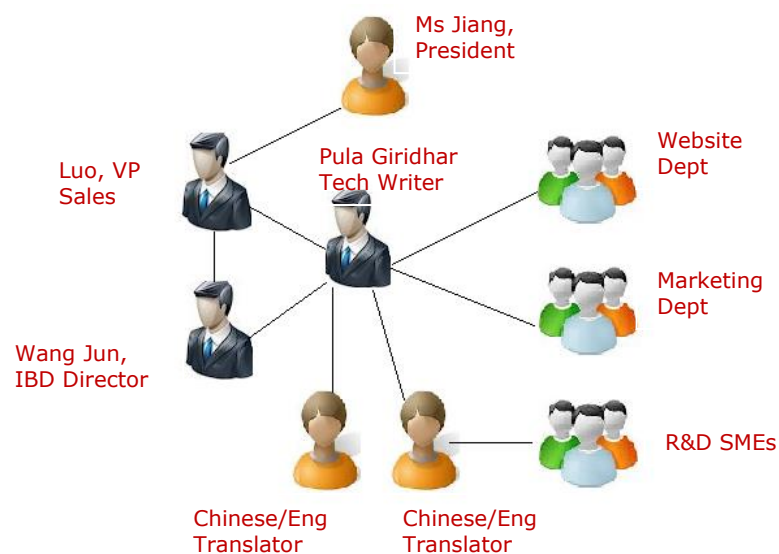 Ms Jiang,
President
Luo, VP
Sales
Pula Giridhar
Tech Writer
Website
Dept
Marketing
Dept
Wang Jun,
IBD Director
R&D SMEs
Chinese/Eng
Translator
Chinese/Eng
Translator